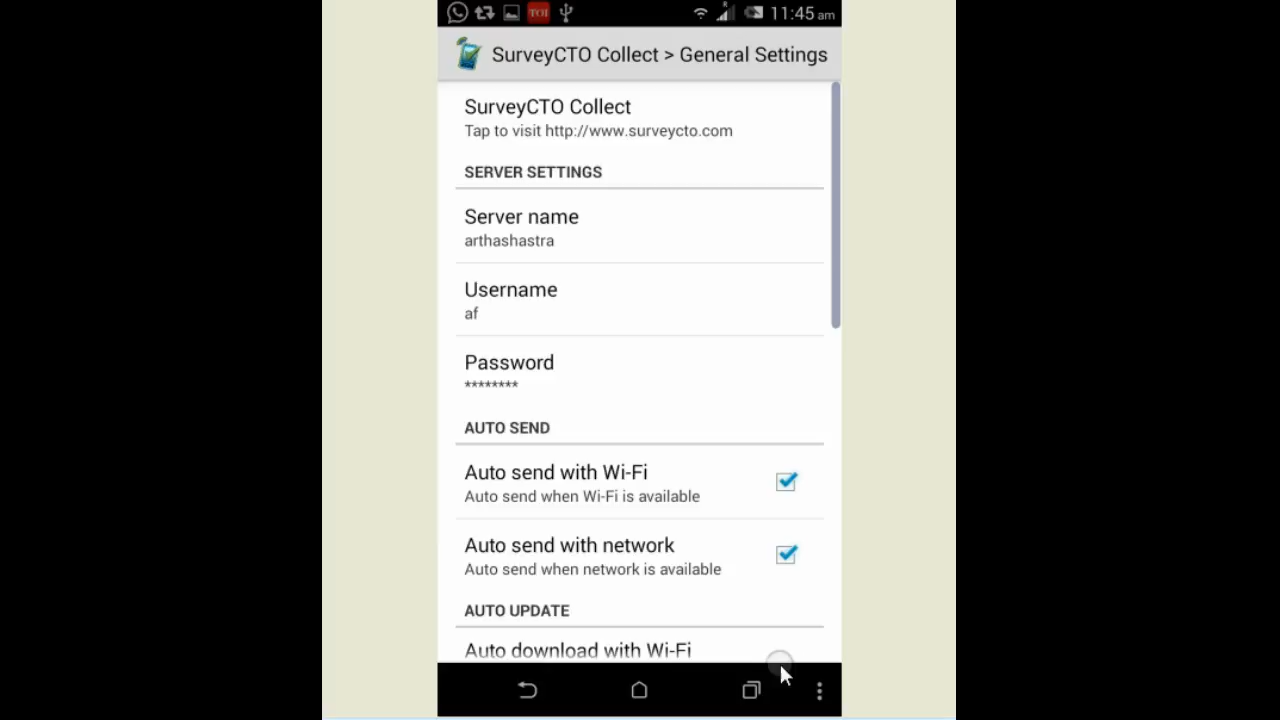 TOI
R
11:45 am
SurveyCTO Collect > General Settings
SurveyCTO Collect
Tap to visit http://www.surveycto.com
SERVER SETTINGS
Server name
arthashastra
Username
af
Password
********
AUTO SEND
Auto send with Wi-Fi
Auto send when Wi-Fi is available
Auto send with network
Auto send when network is available
AUTO UPDATE
Auto download with Wi-Fi